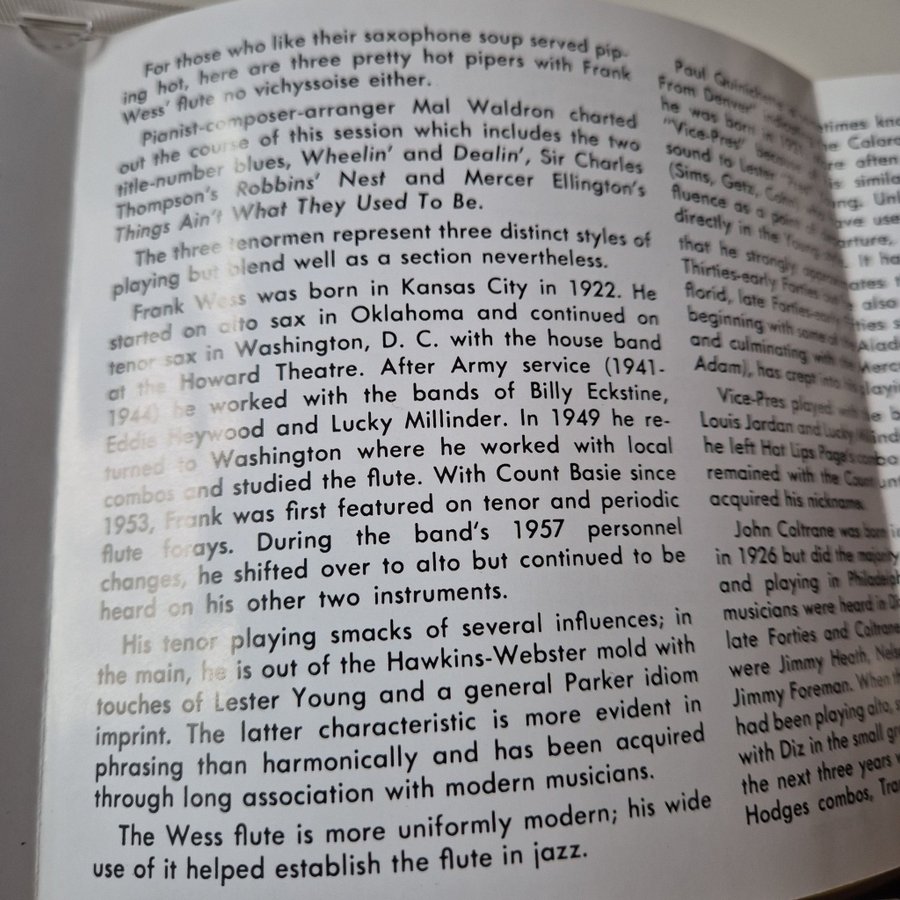 For those who like their saxophone soup served pip-
ing hot, here are three pretty hot pipers with Frank
Wess' flute no vichyssoise either.
Pianist-composer-arranger Mal Waldron charted
out the course of this session which includes the two
title-number blues, Wheelin' and Dealin', Sir Charles
Thompson's Robbins' Nest and Mercer Ellington's
Things Ain't What They Used To Be.
The three tenormen represent three distinct styles of
playing but blend well as a section nevertheless.
Frank Wess was born in Kansas City in 1922. He
started on alto sax in Oklahoma and continued on
tenor sax in Washington, D. C. with the house band
at the Howard Theatre. After Army service (1941-
1944) he worked with the bands of Billy Eckstine,
Eddie Heywood and Lucky Millinder. In 1949 he re-
turned to Washington where he worked with local
combos and studied the flute. With Count Basie since
1953, Frank was first featured on tenor and periodic
flute forays. During the band's 1957 personnel
changes, he shifted over to alto but continued to be
heard on his other two instruments.
His tenor playing smacks of several influences; in
the main, he is out of the Hawkins-Webster mold with
touches of Lester Young and a general Parker idiom
imprint. The latter characteristic is more evident in
phrasing than harmonically and has been acquired
through long association with modern musicians.
The Wess flute is more uniformly modern; his wide
use of it helped establish the flute in jazz.
Paul Quinichette
From Denver
he was born in
"Vice-Pres"
sound to Lester
(Sims, Getz, Cohn
fluence as a point of
directly in the Young
that he strongly
Thirties-early Forties
florid, late Forties-early
beginning with some of the
and culminating with the
Adam), has crept into his
Vice-Pres played with the
Louis Jordan and Lucky
he left Hot Lips Page's combo
remained with the Count
acquired his nickname.
John Coltrane was born
in 1926 but did the majority
and playing in
musicians were heard in
late Forties and Coltrane
were Jimmy Heath,
Jimmy Foreman. When
had been playing alto,
with Diz in the small
the next three years
Hodges combos,